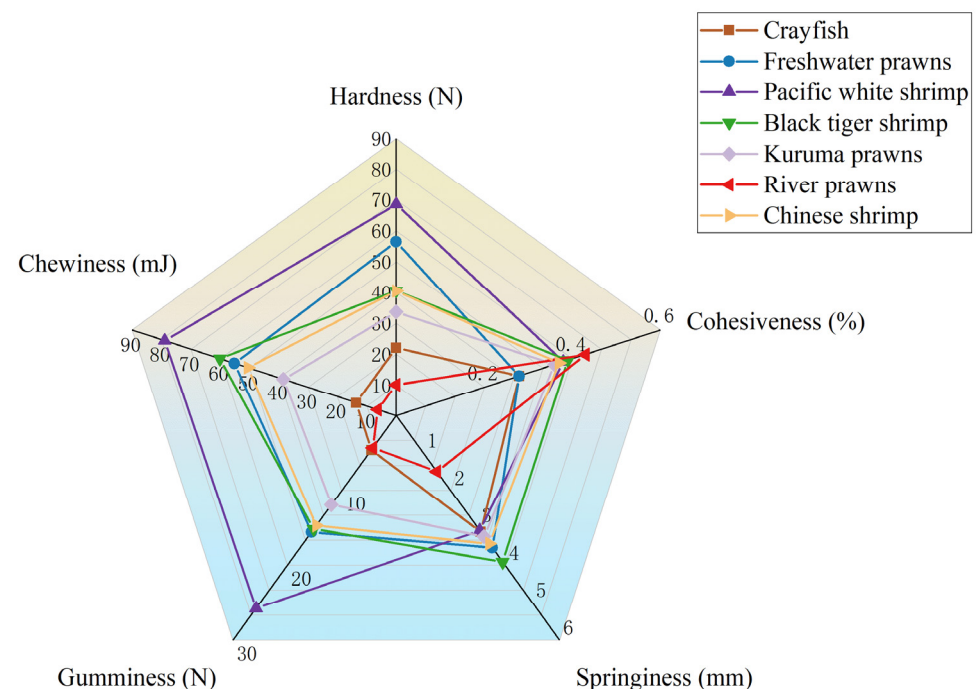 Crayfish
Freshwater prawns
Pacific white shrimp
Black tiger shrimp
Kuruma prawns
River prawns
Chinese shrimp
Hardness (N)
90
80
70
60
50
40
30
20
10
Cohesiveness (%)
0.6
0.4
0.2
Springiness (mm)
1
2
3
4
5
6
Gumminess (N)
10
20
30
Chewiness (mJ)
90
80
70
60
50
40
30
20
10